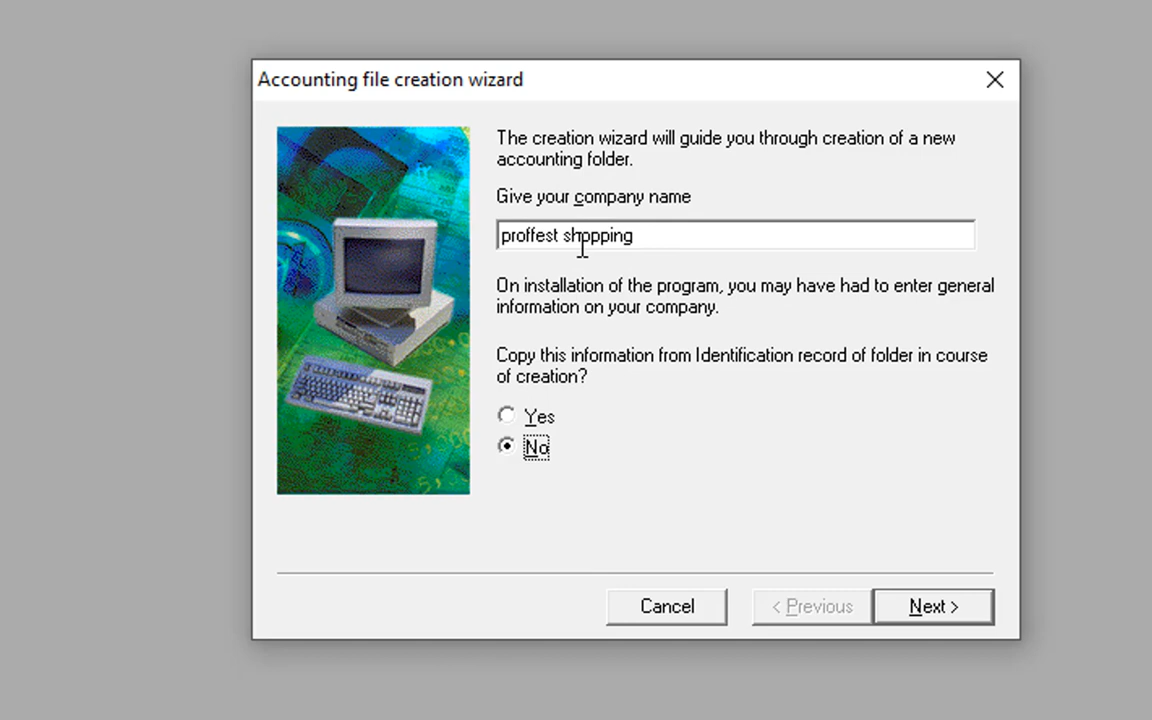 Accounting file creation wizard
The creation wizard will guide you through creation of a new
accounting folder.
Give your company name
proffest shopping
On installation of the program, you may have had to enter general
information on your company.
Copy this information from Identification record of folder in course
of creation?
Yes
No
Cancel
< Previous
Next >